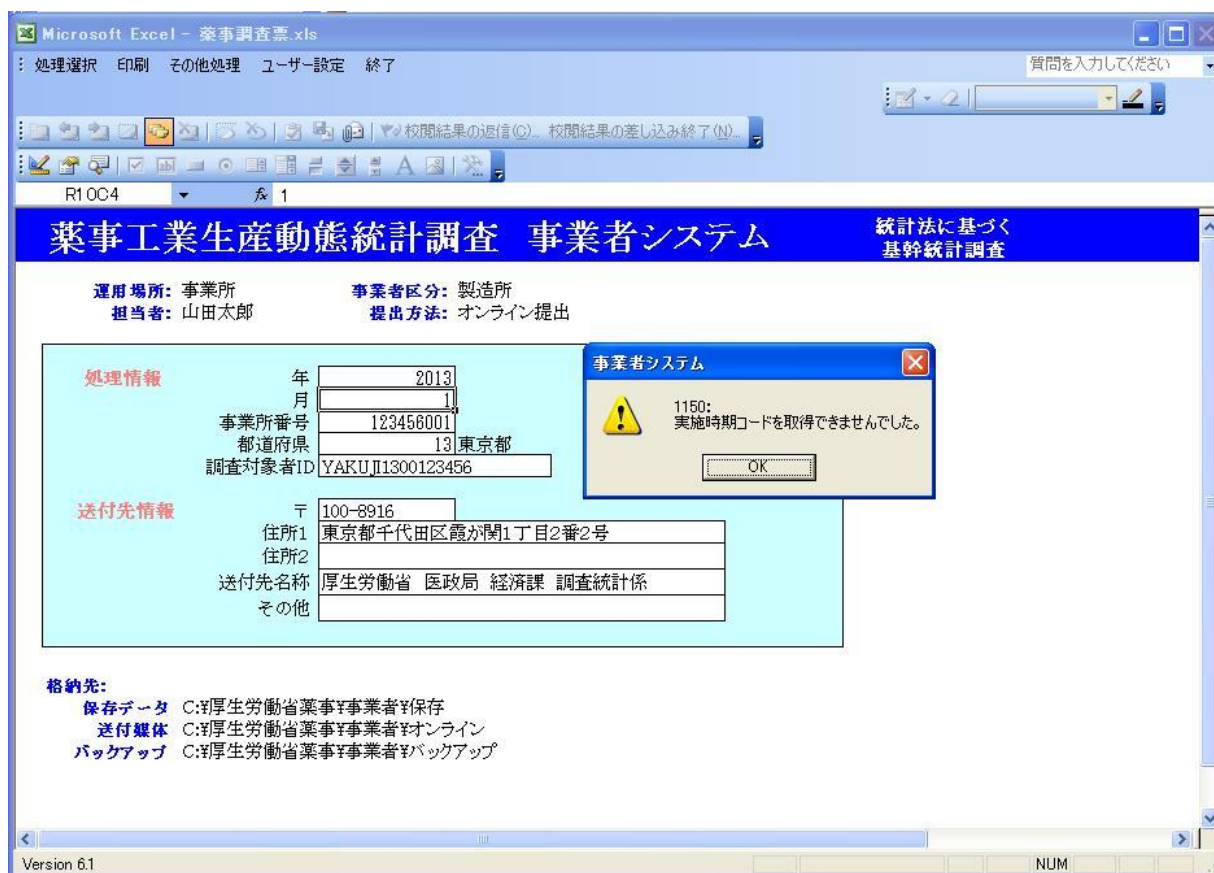 Microsoft Excel - 薬事調査票.xls
処理選択 印刷 その他処理 ユーザー設定 終了
質問を入力してください
校閲結果の返信(C)... 校閲結果の差し込み終了(N)...
R10C4 fx 1
薬事工業生産動態統計調査 事業者システム
統計法に基づく
基幹統計調査
運用場所: 事業所 事業者区分: 製造所
担当者: 山田太郎 提出方法: オンライン提出
処理情報 年 2013
月 1
事業所番号 123456001
都道府県 13 東京都
調査対象者ID YAKUJI1300123456
事業者システム
1150:
実施時期コードを取得できませんでした。
OK
送付先情報 〒 100-8916
住所1 東京都千代田区霞が関1丁目2番2号
住所2
送付先名称 厚生労働省 医政局 経済課 調査統計係
その他
格納先:
保存データ C:¥厚生労働省薬事¥事業者¥保存
送付媒体 C:¥厚生労働省薬事¥事業者¥オンライン
バックアップ C:¥厚生労働省薬事¥事業者¥バックアップ
Version 6.1 NUM